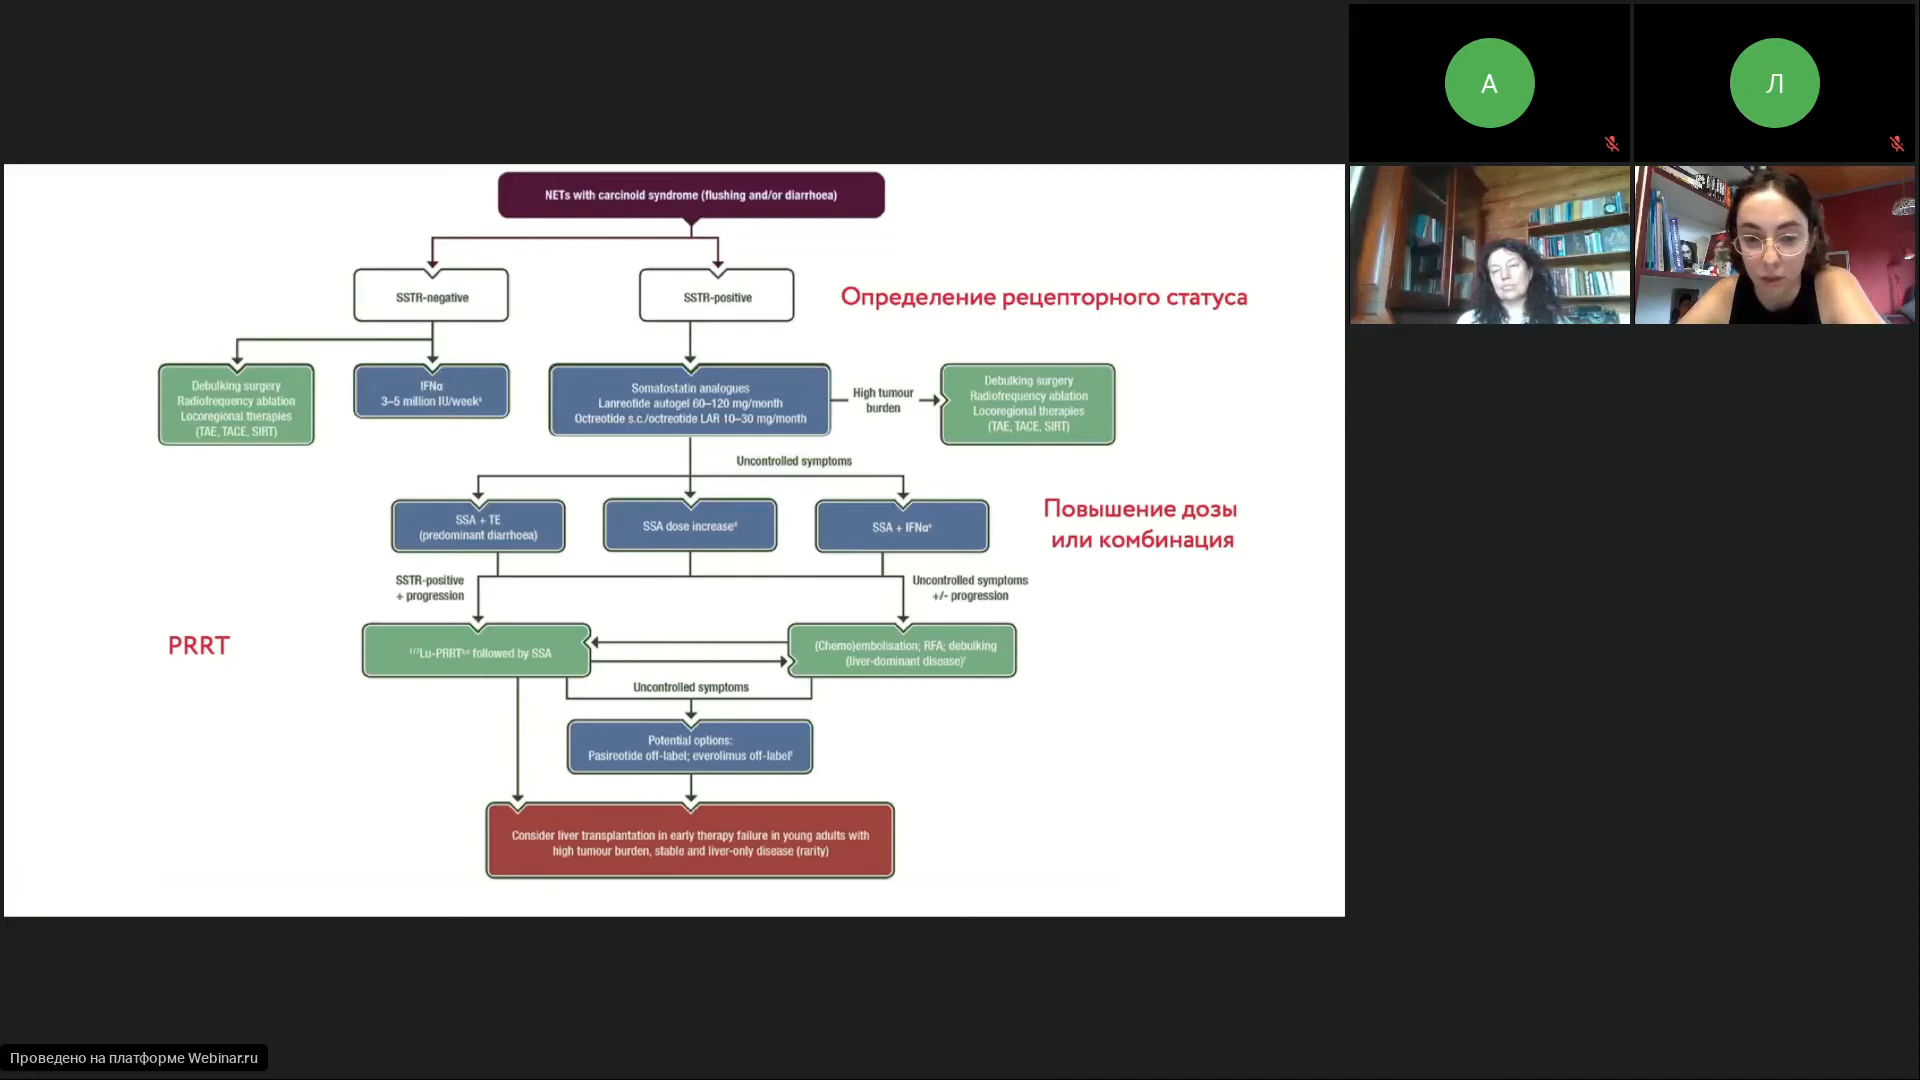 NETs with carcinoid syndrome (flushing and/or diarrhoea)
SSTR-negative
SSTR-positive
Определение рецепторного статуса
Debulking surgery
Radiofrequency ablation
Locoregional therapies
(TAE, TACE, SIRT)
IFNα
3–5 million IU/weekᵃ
Somatostatin analogues
Lanreotide autogel 60–120 mg/month
Octreotide s.c./octreotide LAR 10–30 mg/month
High tumour
burden
Debulking surgery
Radiofrequency ablation
Locoregional therapies
(TAE, TACE, SIRT)
Uncontrolled symptoms
SSA + TE
(predominant diarrhoea)
SSA dose increaseᵈ
SSA + IFNαᵉ
Повышение дозы
или комбинация
SSTR-positive
+ progression
Uncontrolled symptoms
+/- progression
PRRT
¹⁷⁷Lu-PRRTᵇ,ᶜ followed by SSA
(Chemo)embolisation; RFA; debulking
(liver-dominant disease)ᶠ
Uncontrolled symptoms
Potential options:
Pasireotide off-label; everolimus off-label
Consider liver transplantation in early therapy failure in young adults with
high tumour burden, stable and liver-only disease (rarity)
А
Л
Проведено на платформе Webinar.ru